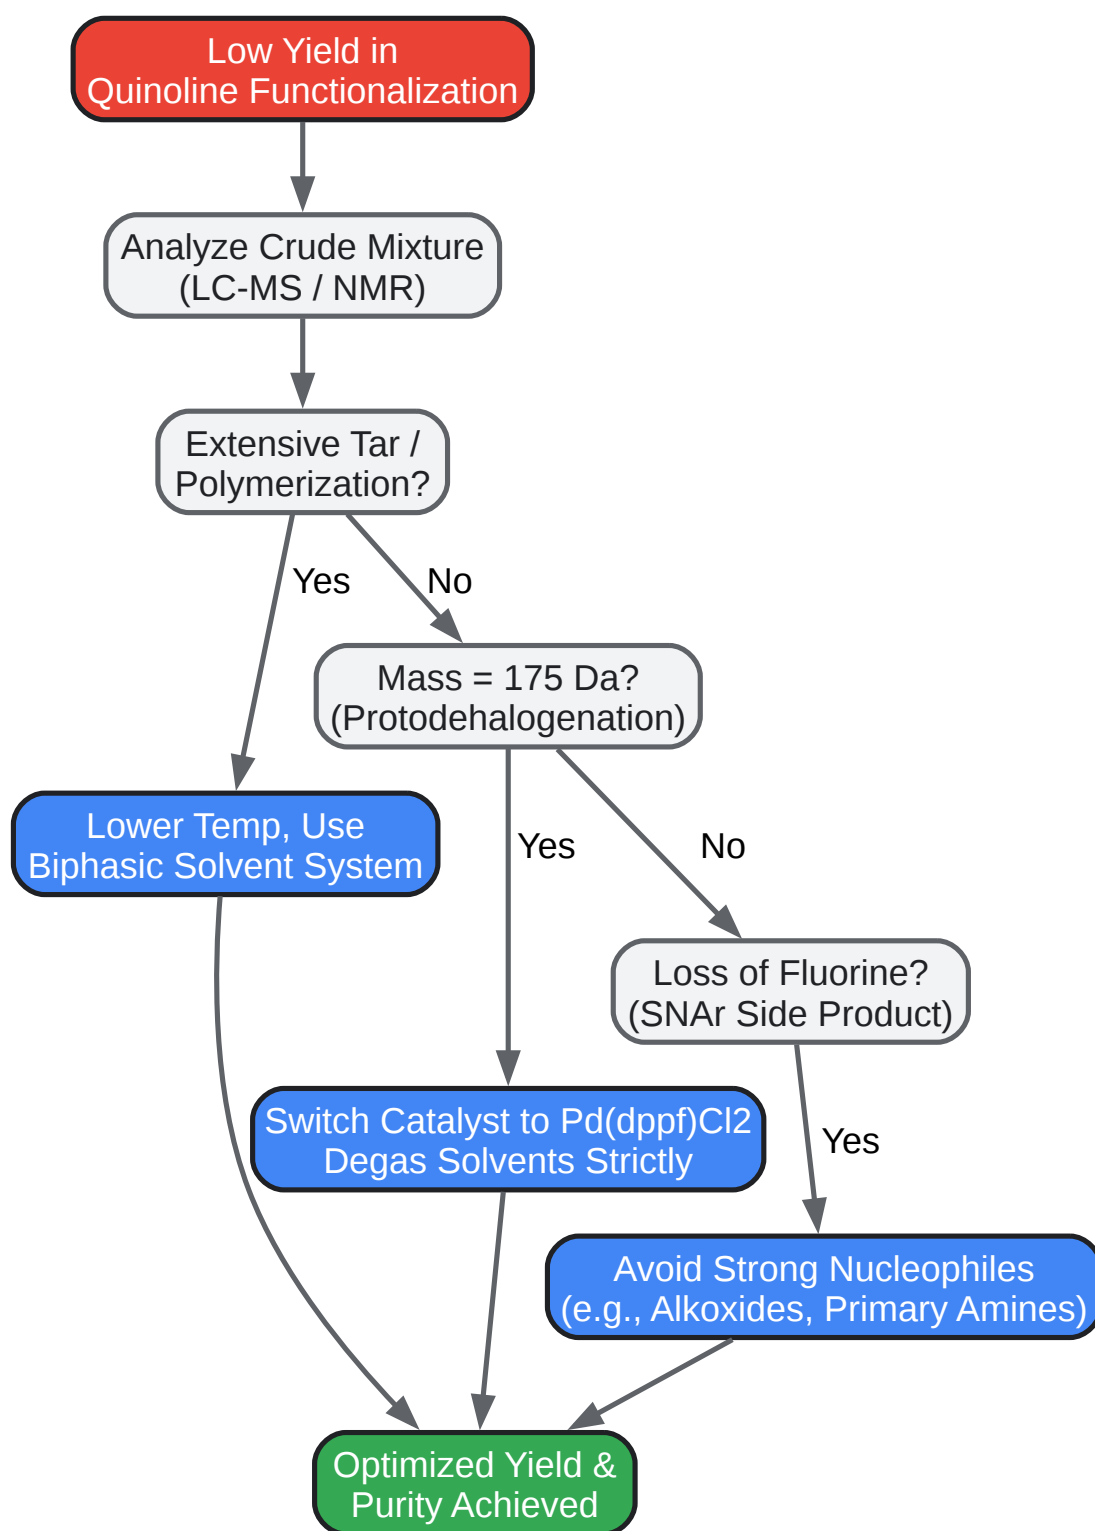 Low Yield in
Quinoline Functionalization
Analyze Crude Mixture
(LC-MS / NMR)
Extensive Tar /
Polymerization?
Yes
No
Mass = 175 Da?
(Protodehalogenation)
Lower Temp, Use
Biphasic Solvent System
Yes
No
Loss of Fluorine?
(SNAr Side Product)
Switch Catalyst to Pd(dppf)Cl2
Degas Solvents Strictly
Yes
Avoid Strong Nucleophiles
(e.g., Alkoxides, Primary Amines)
Optimized Yield &
Purity Achieved